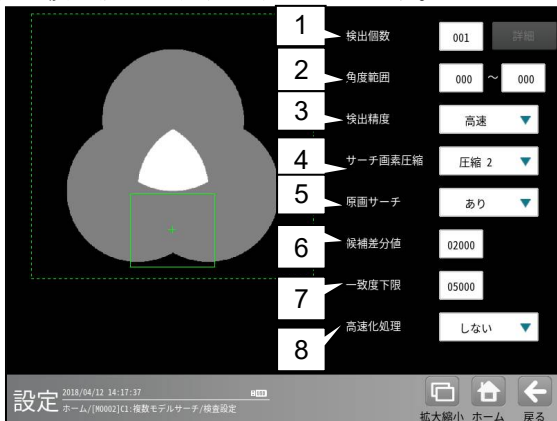 1 検出個数 001 詳細
2 角度範囲 000 ～ 000
3 検出精度 高速
4 サーチ画素圧縮 圧縮 2
5 原画サーチ あり
6 候補差分値 02000
7 一致度下限 05000
8 高速化処理 しない
設定 2018/04/12 14:17:37
ホーム/[M0002]C1:複数モデルサーチ/検査設定
拡大縮小 ホーム 戻る